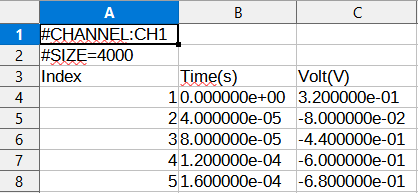 A B C
1 #CHANNEL:CH1
2 #SIZE=4000
3 Index Time(s) Volt(V)
4 1 0.000000e+00 3.200000e-01
5 2 4.000000e-05 -8.000000e-02
6 3 8.000000e-05 -4.400000e-01
7 4 1.200000e-04 -6.000000e-01
8 5 1.600000e-04 -6.800000e-01